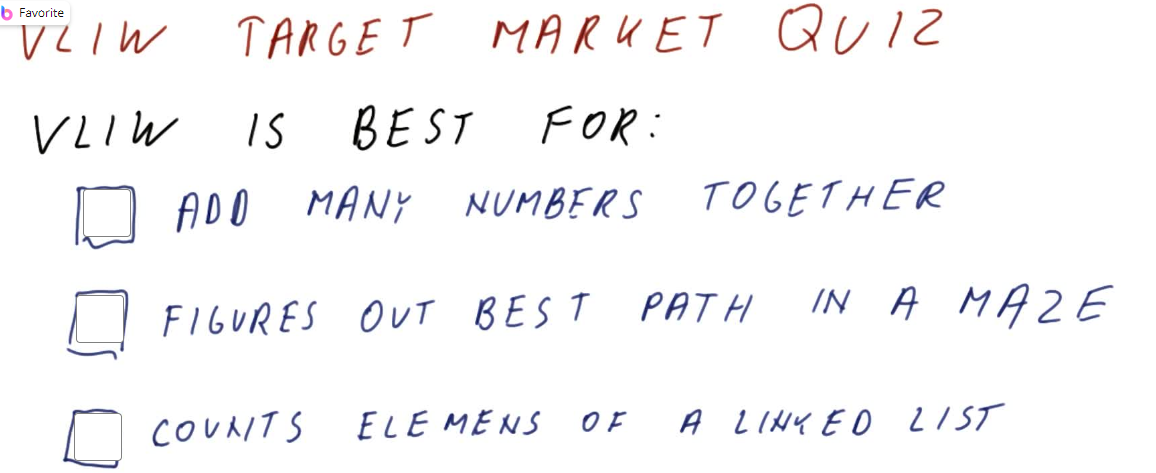 Favorite
VLIW TARGET MARKET QUIZ
VLIW IS BEST FOR:
ADD MANY NUMBERS TOGETHER
FIGURES OUT BEST PATH IN A MAZE
COUNTS ELEMENS OF A LINKED LIST